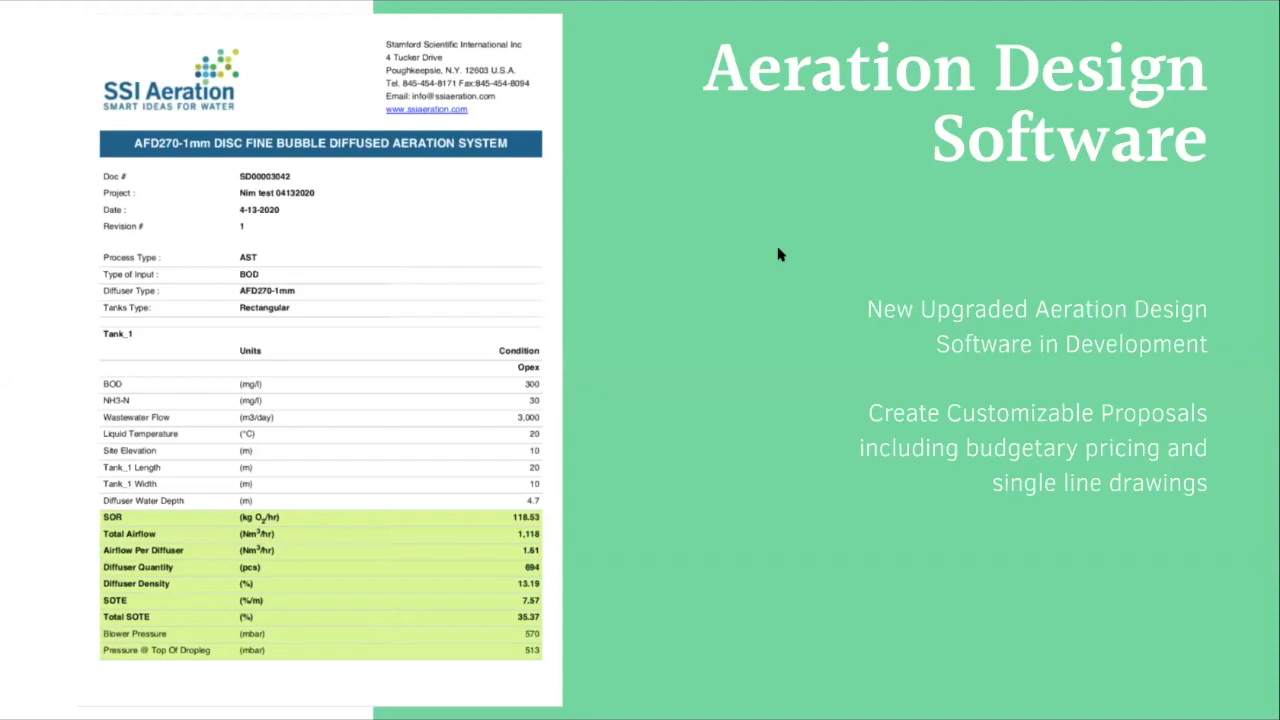 SSI Aeration
SMART IDEAS FOR WATER
Stamford Scientific International Inc
4 Tucker Drive
Poughkeepsie, N.Y. 12603 U.S.A.
Tel. 845-454-8171 Fax:845-454-8094
Email: info@ssiaeration.com
www.ssiaeration.com
AFD270-1mm DISC FINE BUBBLE DIFFUSED AERATION SYSTEM
Doc # SD00003042
Project : Nim test 04132020
Date : 4-13-2020
Revision # 1
Process Type : AST
Type of Input : BOD
Diffuser Type : AFD270-1mm
Tanks Type: Rectangular
Tank_1
Units Condition
Opex
BOD (mg/l) 300
NH3-N (mg/l) 30
Wastewater Flow (m3/day) 3,000
Liquid Temperature (°C) 20
Site Elevation (m) 10
Tank_1 Length (m) 20
Tank_1 Width (m) 10
Diffuser Water Depth (m) 4.7
SOR (kg O2/hr) 118.53
Total Airflow (Nm3/hr) 1,118
Airflow Per Diffuser (Nm3/hr) 1.61
Diffuser Quantity (pcs) 694
Diffuser Density (%) 13.19
SOTE (%/m) 7.57
Total SOTE (%) 35.37
Blower Pressure (mbar) 570
Pressure @ Top Of Dropleg (mbar) 513
Aeration Design
Software
New Upgraded Aeration Design
Software in Development
Create Customizable Proposals
including budgetary pricing and
single line drawings